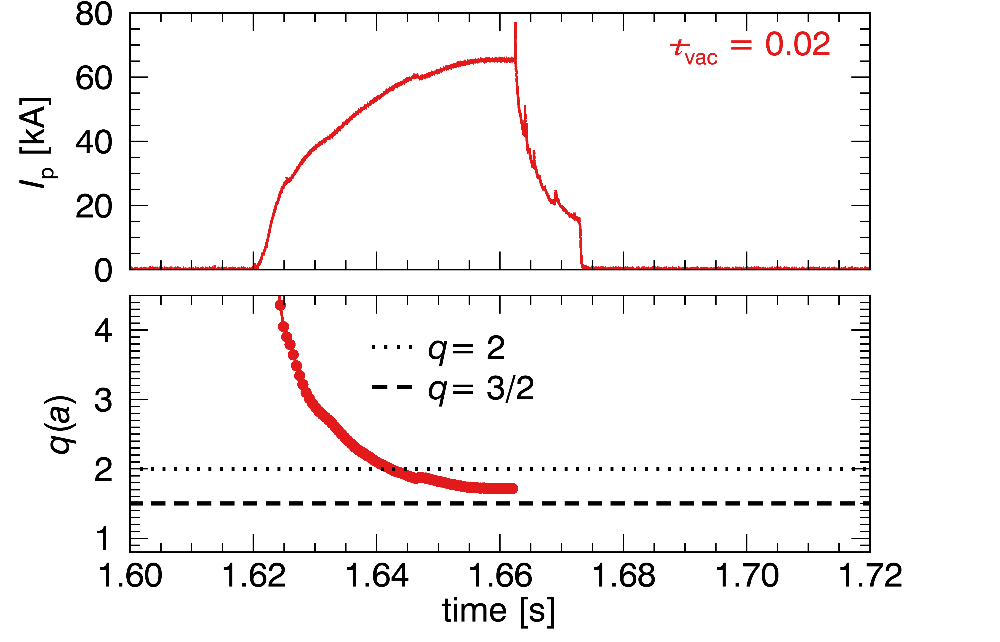 80
60
40
20
0
I_p [kA]
ɫ_vac = 0.02
4
3
2
1
q(a)
q = 2
q = 3/2
1.60 1.62 1.64 1.66 1.68 1.70 1.72
time [s]